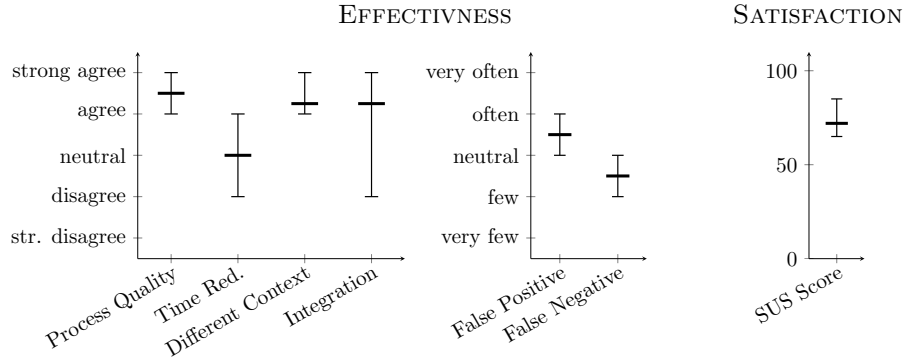 EFFECTIVNESS
SATISFACTION
strong agree
agree
neutral
disagree
str. disagree
Process Quality
Time Red.
Different Context
Integration
very often
often
neutral
few
very few
False Positive
False Negative
100
50
0
SUS Score